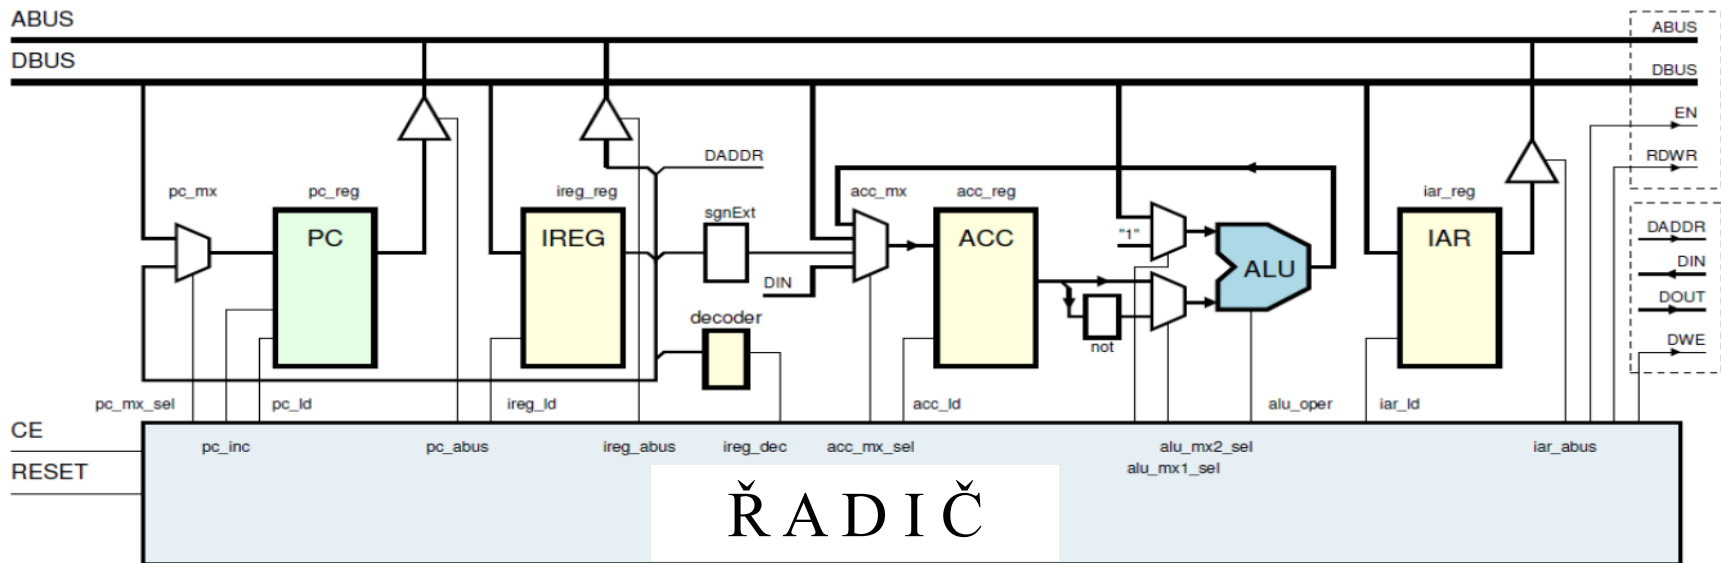 ABUS
ABUS
DBUS
DBUS
EN
DADDR
RDWR
pc_mx
pc_reg
ireg_reg
acc_mx
acc_reg
iar_reg
sgnExt
PC
IREG
ACC
"1"
ALU
IAR
DADDR
DIN
DIN
DOUT
decoder
not
DWE
pc_mx_sel
pc_ld
ireg_ld
acc_ld
alu_oper
iar_ld
CE
pc_inc
pc_abus
ireg_abus
ireg_dec
acc_mx_sel
alu_mx2_sel
iar_abus
alu_mx1_sel
RESET
ŘADIČ